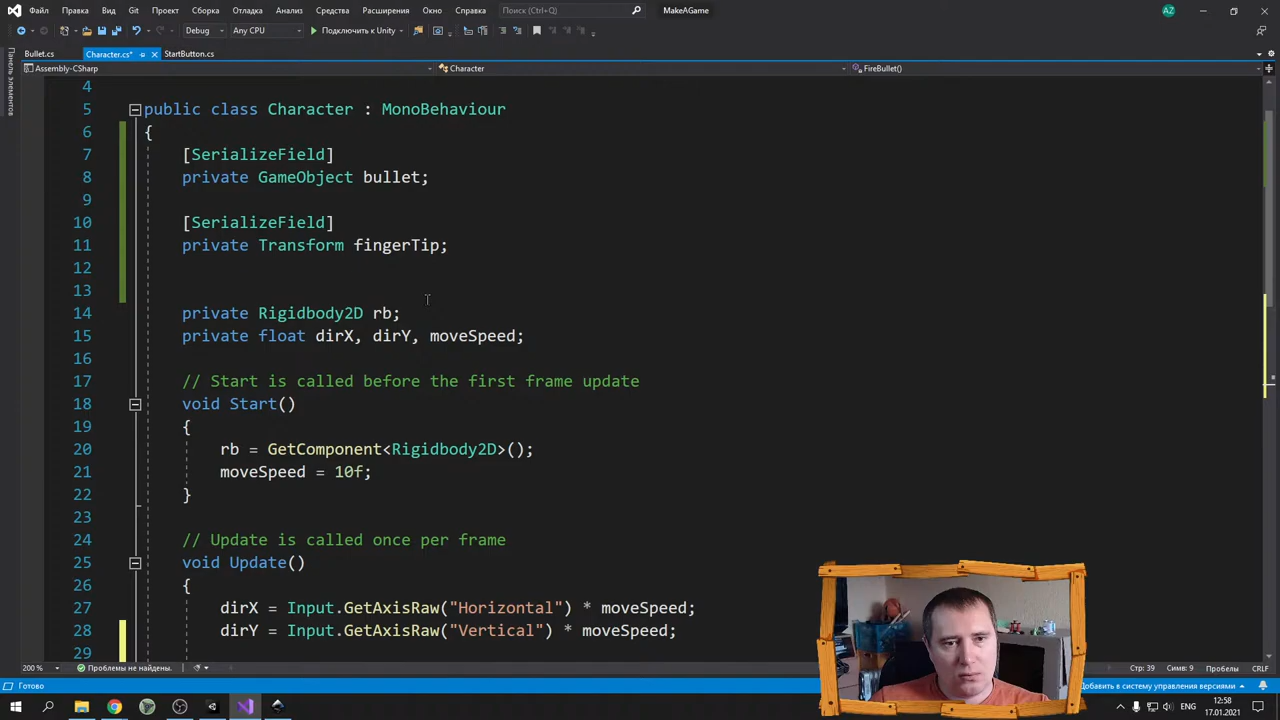 Файл Правка Вид Git Проект Сборка Отладка Анализ Средства Расширения Окно Справка Поиск (Ctrl+Q) MakeAGame AZ
Debug Any CPU Подключить к Unity
Bullet.cs Character.cs* StartButton.cs
Панель элементов
Assembly-CSharp Character FireBullet()
4
5 public class Character : MonoBehaviour
6 {
7 [SerializeField]
8 private GameObject bullet;
9
10 [SerializeField]
11 private Transform fingerTip;
12
13
14 private Rigidbody2D rb;
15 private float dirX, dirY, moveSpeed;
16
17 // Start is called before the first frame update
18 void Start()
19 {
20 rb = GetComponent<Rigidbody2D>();
21 moveSpeed = 10f;
22 }
23
24 // Update is called once per frame
25 void Update()
26 {
27 dirX = Input.GetAxisRaw("Horizontal") * moveSpeed;
28 dirY = Input.GetAxisRaw("Vertical") * moveSpeed;
29
200 % Проблемы не найдены. Стр: 39 Симв: 9 Пробелы CRLF
Готово Добавить в систему управления версиями
ENG 12:58
17.01.2021